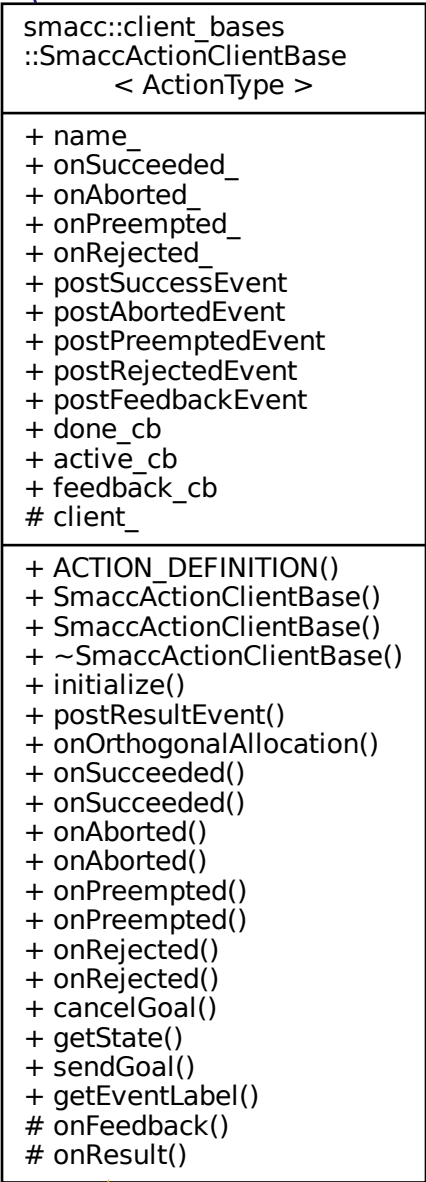 smacc::client_bases
::SmaccActionClientBase
< ActionType >
+ name_
+ onSucceeded_
+ onAborted_
+ onPreempted_
+ onRejected_
+ postSuccessEvent
+ postAbortedEvent
+ postPreemptedEvent
+ postRejectedEvent
+ postFeedbackEvent
+ done_cb
+ active_cb
+ feedback_cb
# client_
+ ACTION_DEFINITION()
+ SmaccActionClientBase()
+ SmaccActionClientBase()
+ ~SmaccActionClientBase()
+ initialize()
+ postResultEvent()
+ onOrthogonalAllocation()
+ onSucceeded()
+ onSucceeded()
+ onAborted()
+ onAborted()
+ onPreempted()
+ onPreempted()
+ onRejected()
+ onRejected()
+ cancelGoal()
+ getState()
+ sendGoal()
+ getEventLabel()
# onFeedback()
# onResult()